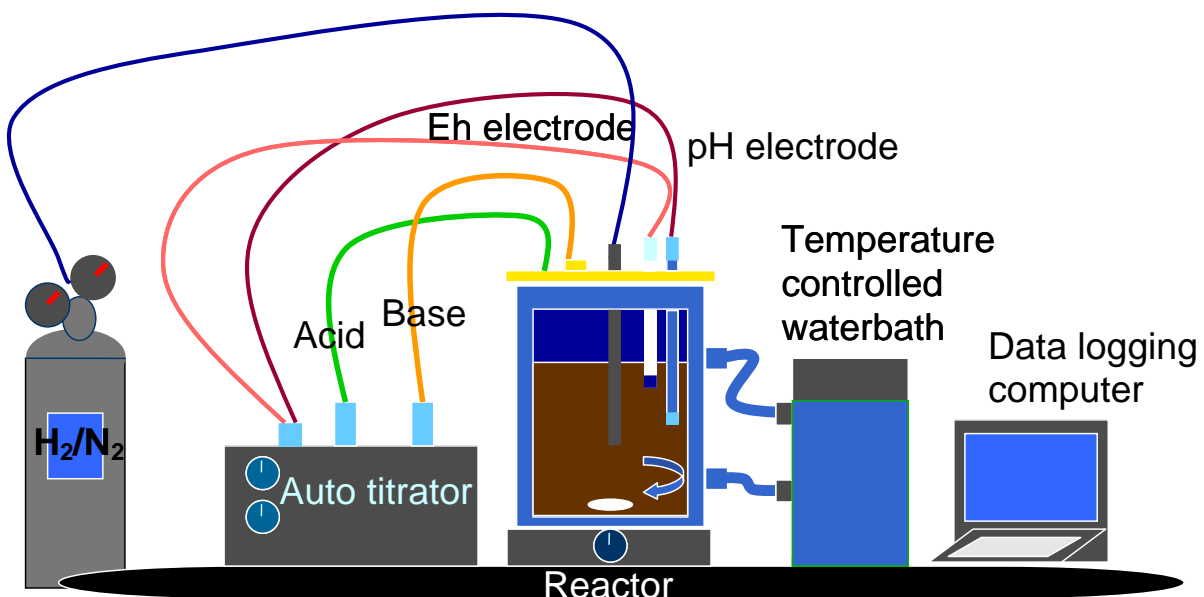 Eh electrode
pH electrode
Temperature
controlled
waterbath
Data logging
computer
Acid
Base
H₂/N₂
Auto titrator
Reactor